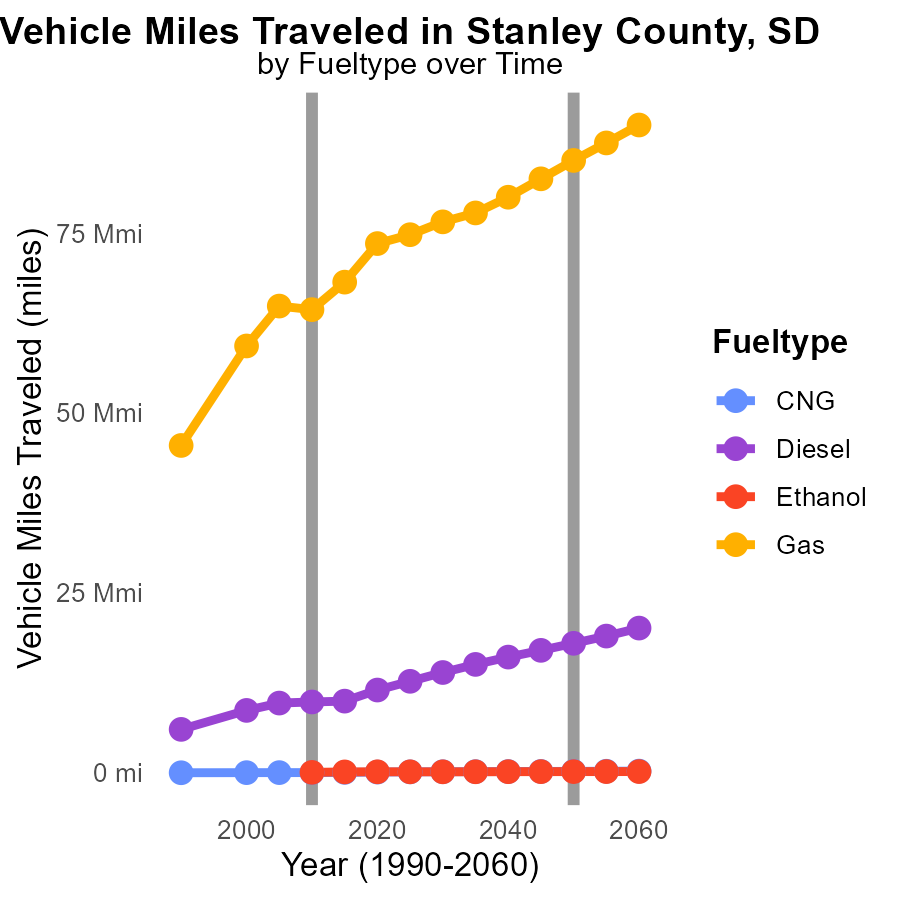 Vehicle Miles Traveled in Stanley County, SD
by Fueltype over Time
Vehicle Miles Traveled (miles)
75 Mmi
50 Mmi
25 Mmi
0 mi
2000
2020
2040
2060
Year (1990-2060)
Fueltype
CNG
Diesel
Ethanol
Gas